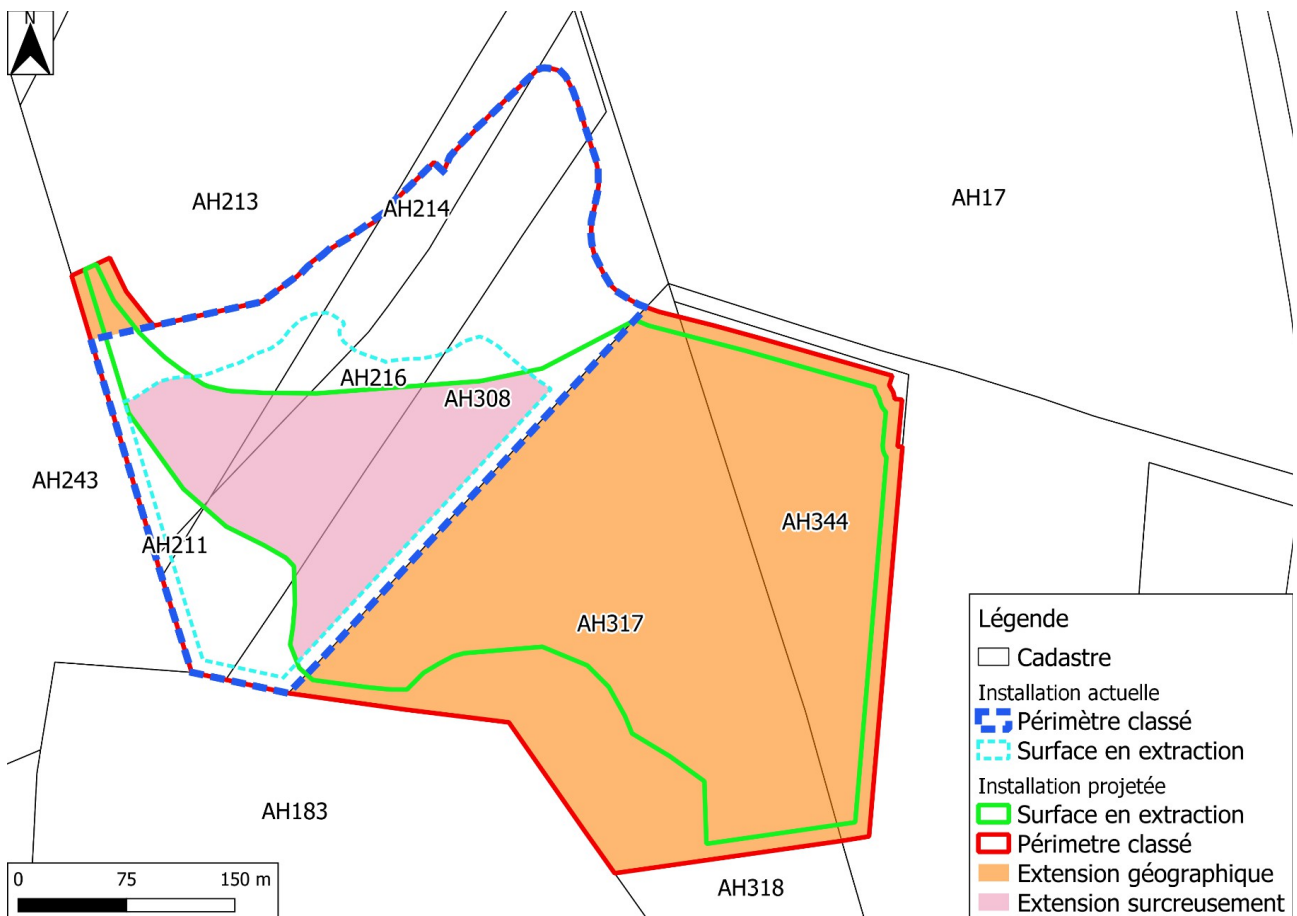 N
AH213
AH214
AH17
AH216
AH308
AH243
AH211
AH344
AH317
AH183
AH318
0 75 150 m
Légende
Cadastre
Installation actuelle
Périmètre classé
Surface en extraction
Installation projetée
Surface en extraction
Périmetre classé
Extension géographique
Extension surcreusement